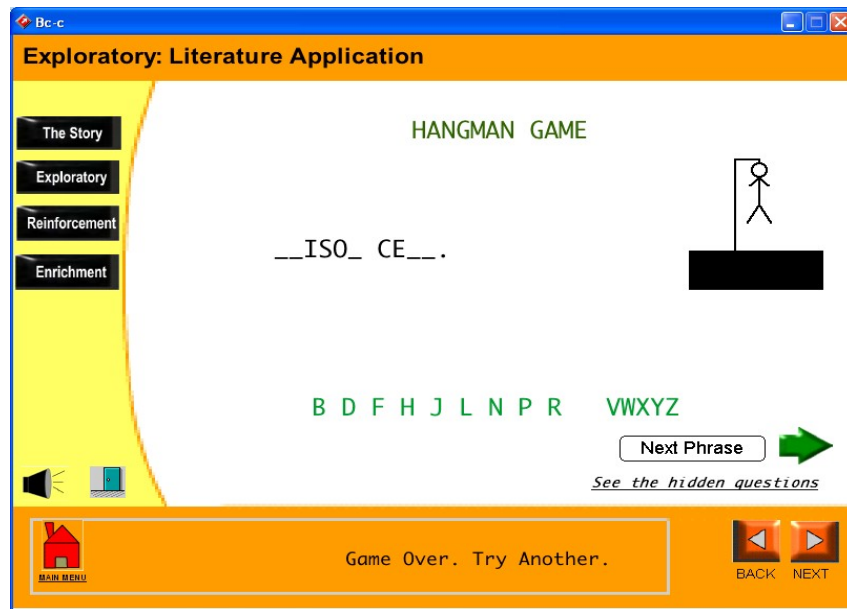 Bc-c
Exploratory: Literature Application
The Story
Exploratory
Reinforcement
Enrichment
HANGMAN GAME
__ISO_ CE__.
B D F H J L N P R VWXYZ
Next Phrase
See the hidden questions
MAIN MENU
Game Over. Try Another.
BACK NEXT